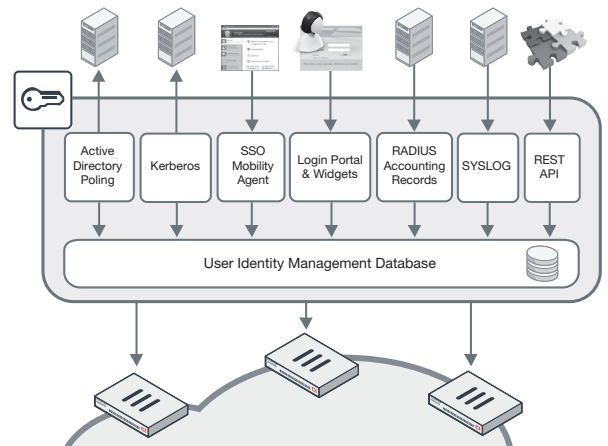 Active
Directory
Poling
Kerberos
SSO
Mobility
Agent
Login Portal
& Widgets
RADIUS
Accounting
Records
SYSLOG
REST
API
User Identity Management Database